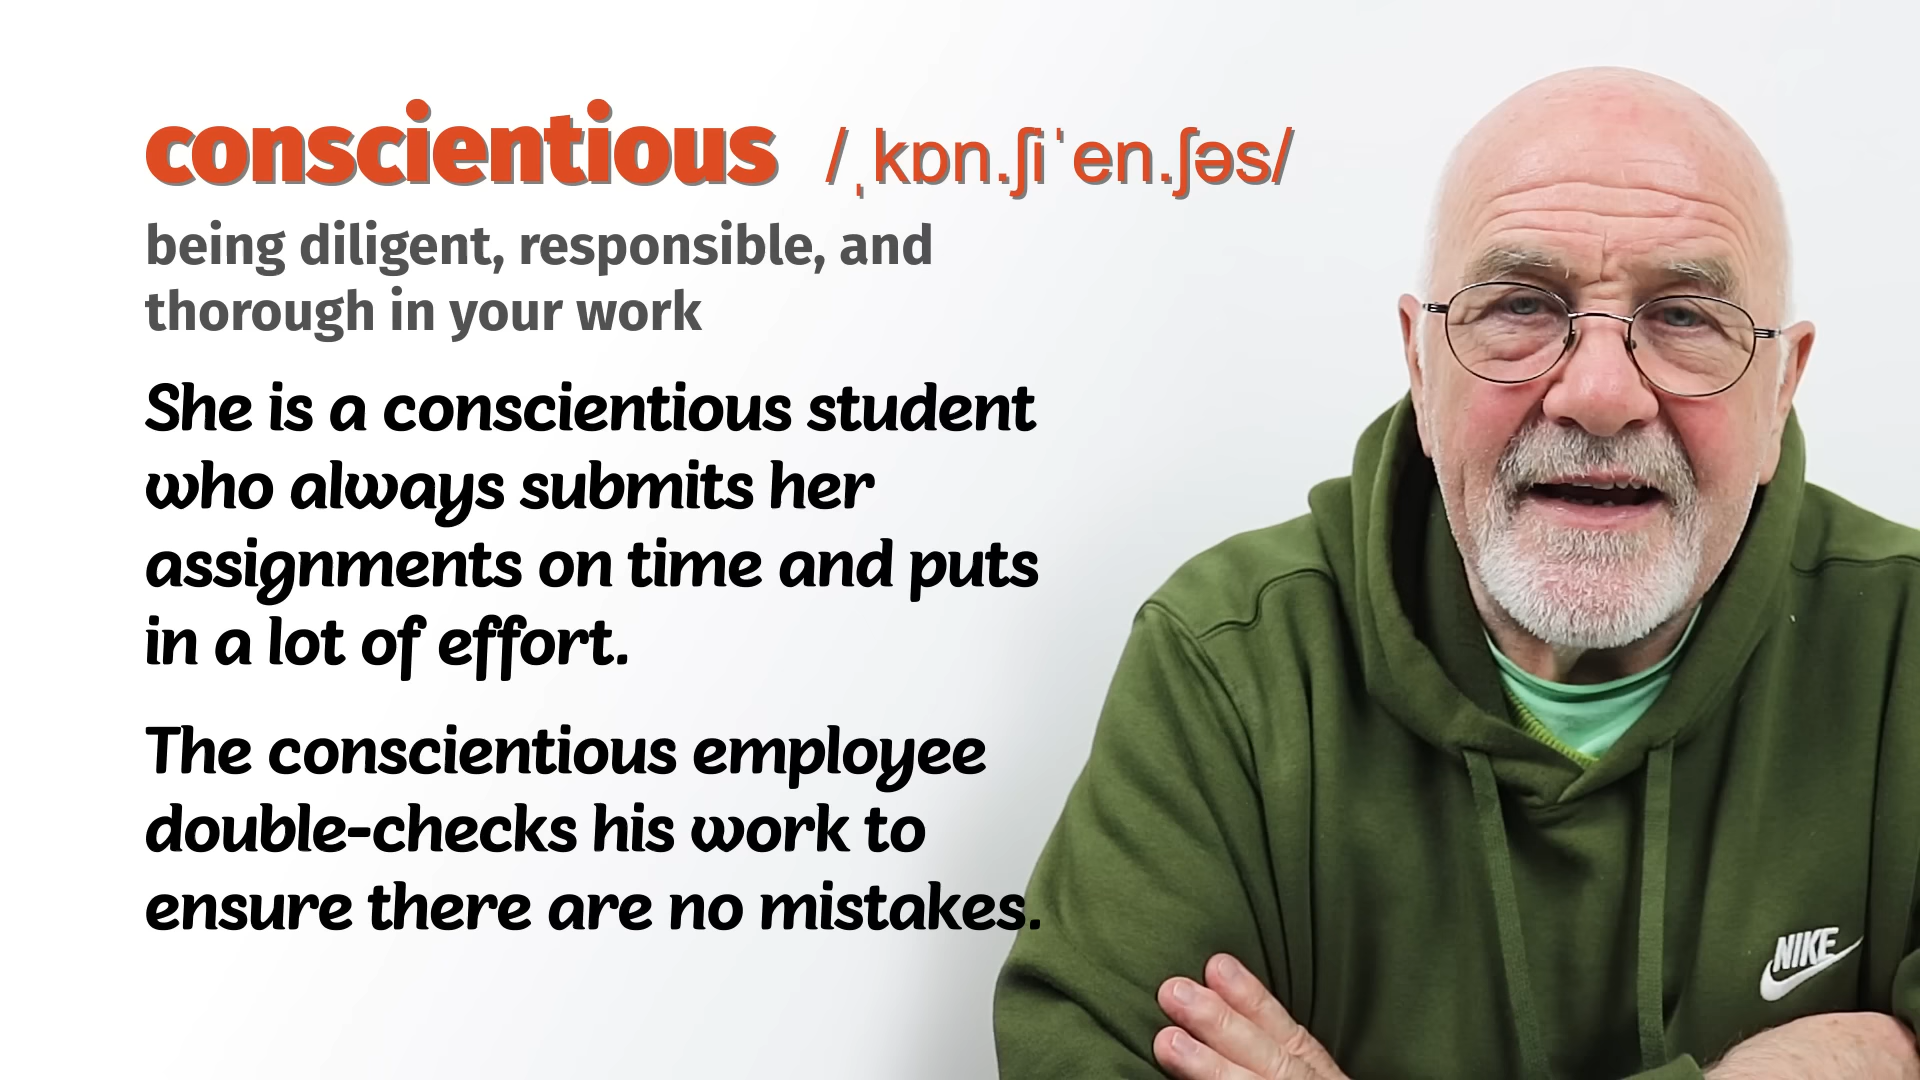 conscientious /ˌkɒn.ʃiˈen.ʃəs/
being diligent, responsible, and
thorough in your work
She is a conscientious student
who always submits her
assignments on time and puts
in a lot of effort.
The conscientious employee
double-checks his work to
ensure there are no mistakes.
NIKE